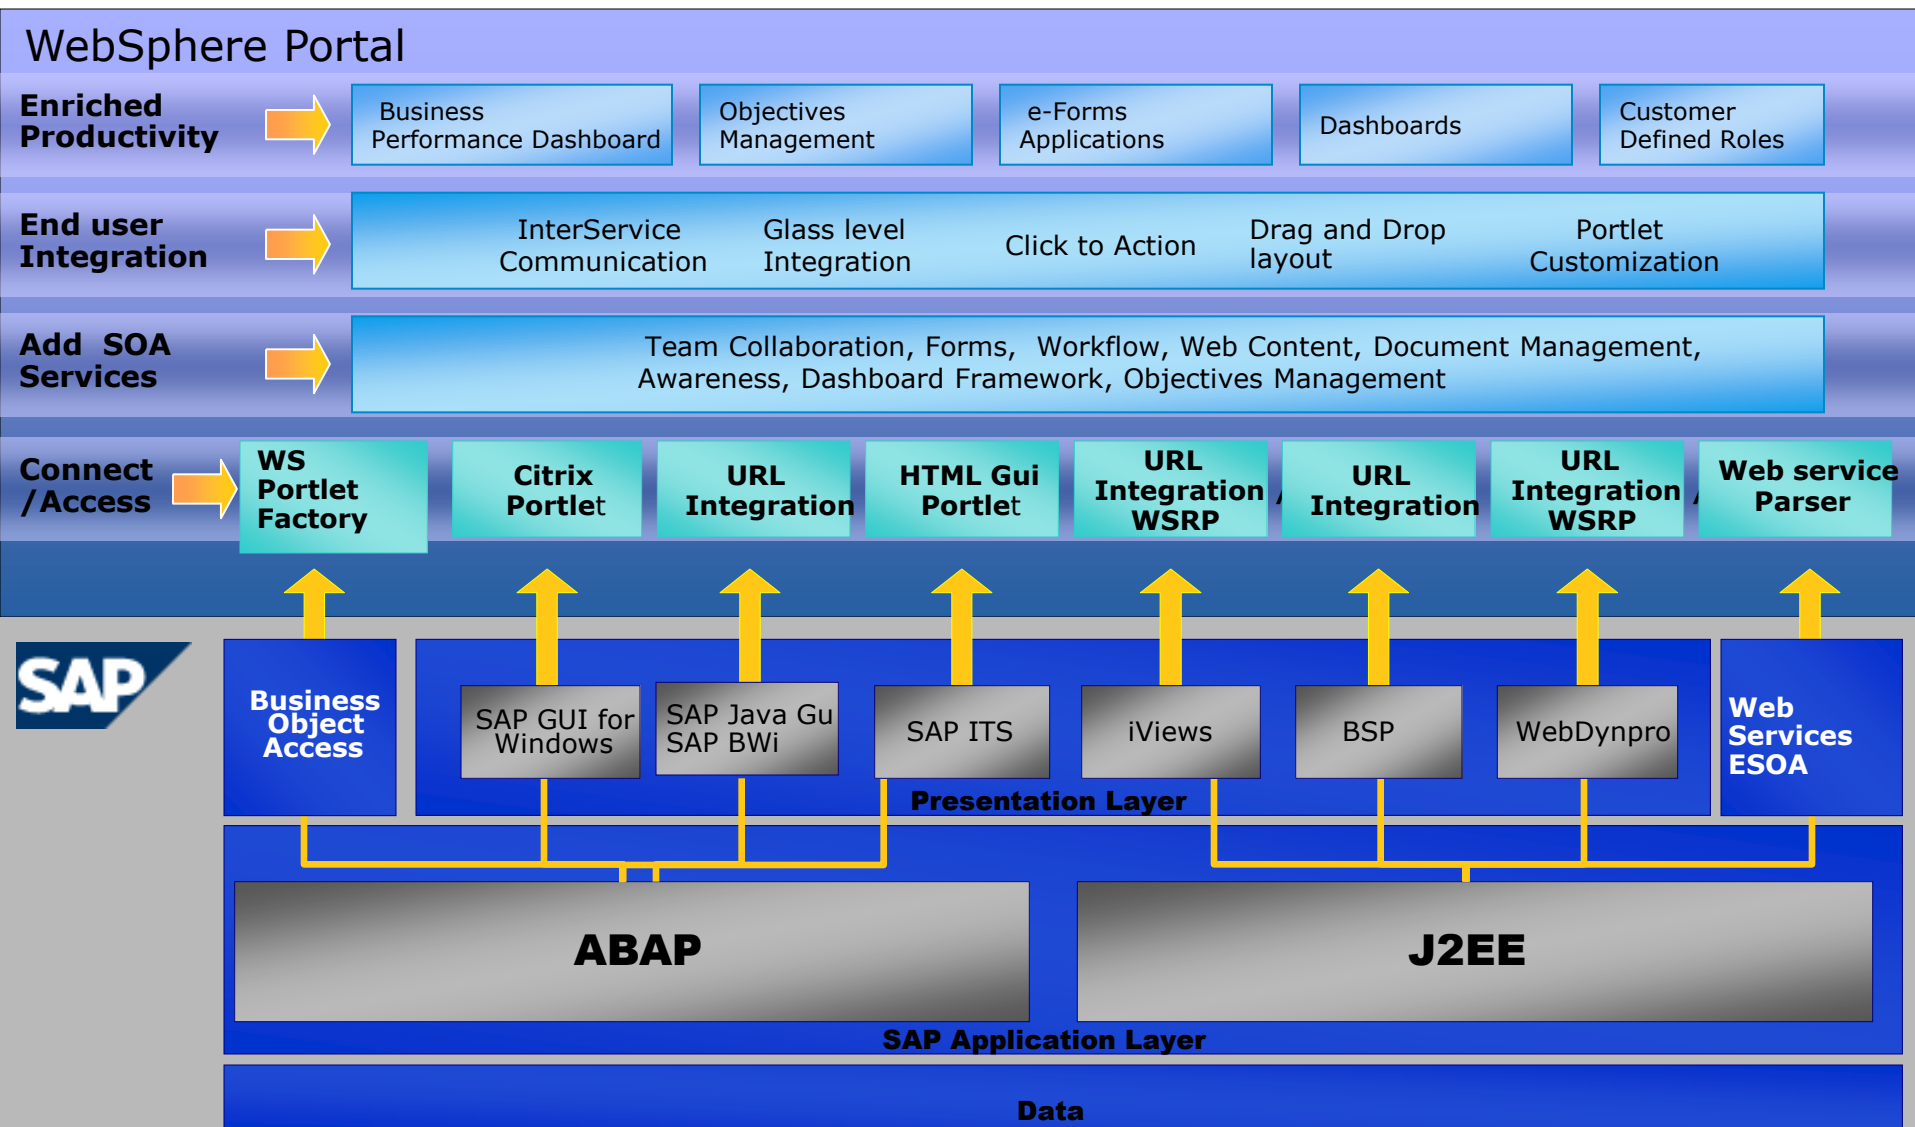 WebSphere Portal
Enriched
Productivity
Business
Performance Dashboard
Objectives
Management
e-Forms
Applications
Dashboards
Customer
Defined Roles
End user
Integration
InterService
Communication
Glass level
Integration
Click to Action
Drag and Drop
layout
Portlet
Customization
Add SOA
Services
Team Collaboration, Forms, Workflow, Web Content, Document Management,
Awareness, Dashboard Framework, Objectives Management
Connect
/Access
WS
Portlet
Factory
Citrix
Portlet
URL
Integration
HTML Gui
Portlet
URL
Integration /
WSRP
URL
Integration
URL
Integration /
WSRP
Web service
Parser
SAP
Business
Object
Access
SAP GUI for
Windows
SAP Java Gu
SAP BWi
SAP ITS
iViews
BSP
WebDynpro
Web
Services
ESOA
Presentation Layer
ABAP
J2EE
SAP Application Layer
Data